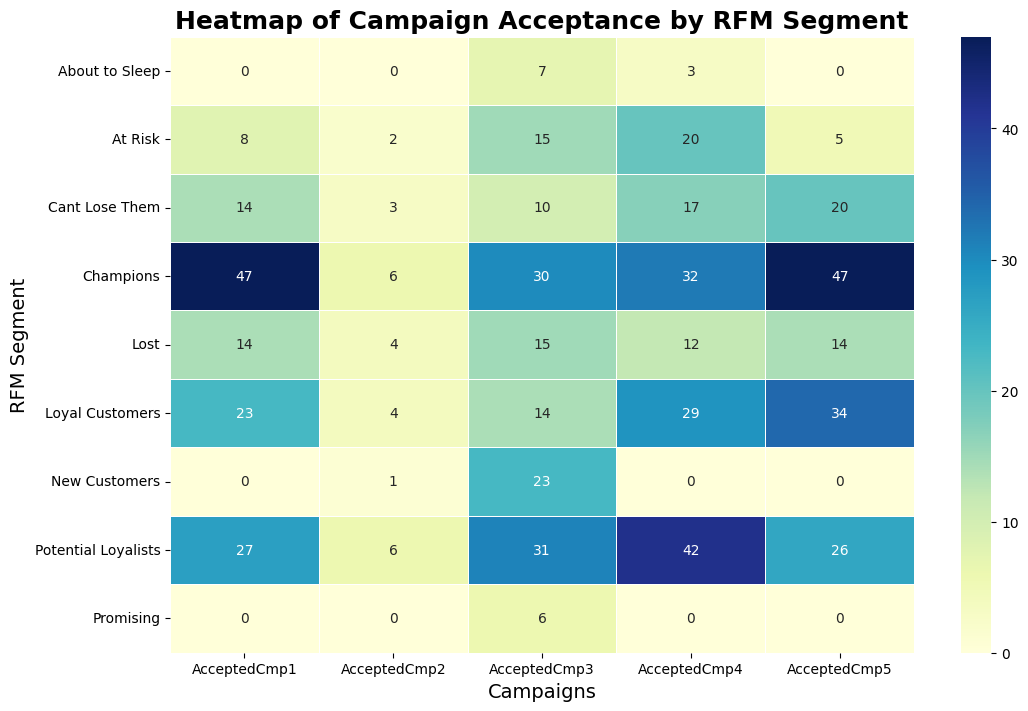 Heatmap of Campaign Acceptance by RFM Segment
RFM Segment
About to Sleep 0 0 7 3 0
At Risk 8 2 15 20 5
Cant Lose Them 14 3 10 17 20
Champions 47 6 30 32 47
Lost 14 4 15 12 14
Loyal Customers 23 4 14 29 34
New Customers 0 1 23 0 0
Potential Loyalists 27 6 31 42 26
Promising 0 0 6 0 0
AcceptedCmp1 AcceptedCmp2 AcceptedCmp3 AcceptedCmp4 AcceptedCmp5
Campaigns
40
30
20
10
0